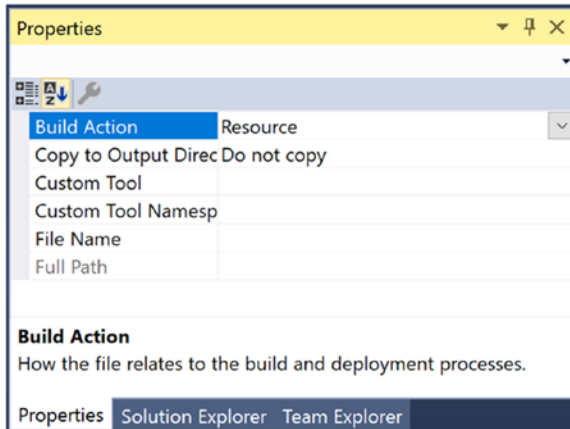 Properties
Build Action Resource
Copy to Output Direc Do not copy
Custom Tool
Custom Tool Namesp
File Name
Full Path
Build Action
How the file relates to the build and deployment processes.
Properties Solution Explorer Team Explorer